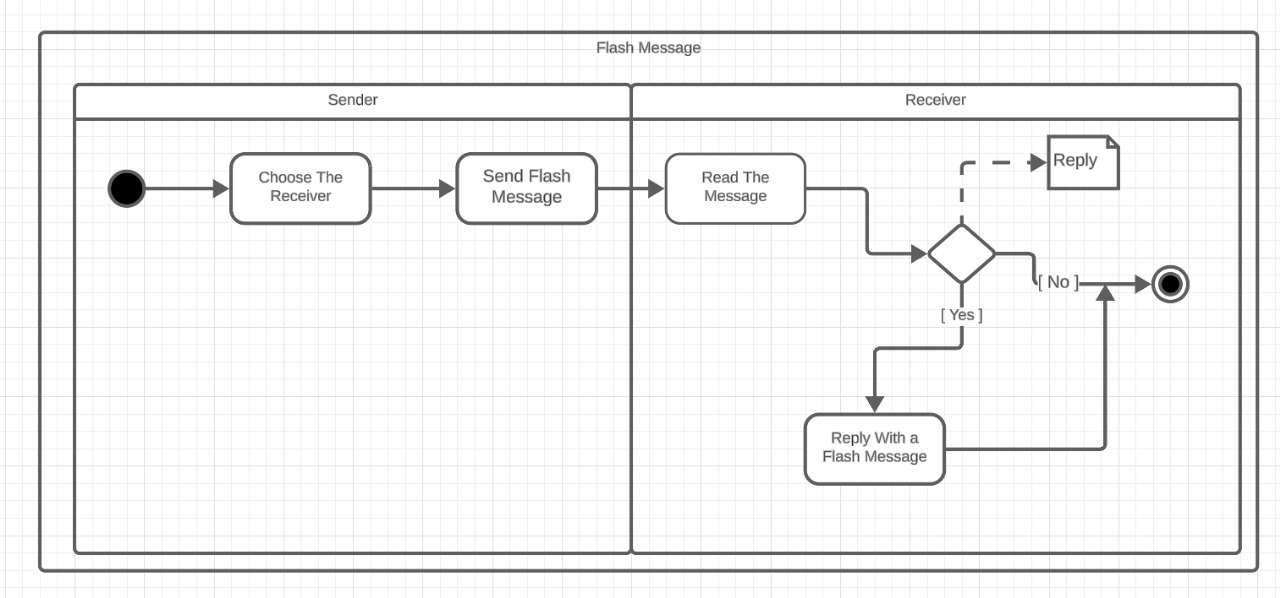 Flash Message
Sender
Receiver
Choose The
Receiver
Send Flash
Message
Read The
Message
Reply
[ No ]
[ Yes ]
Reply With a
Flash Message